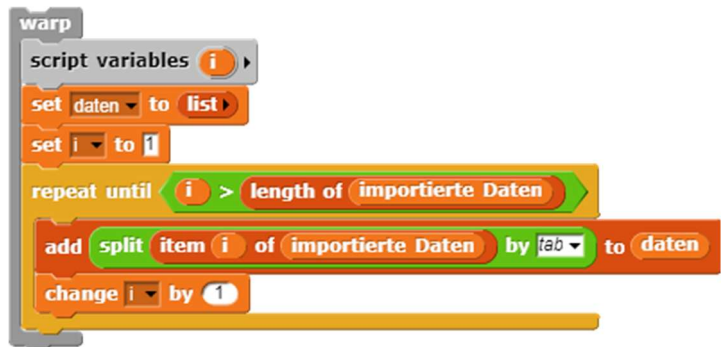 warp
script variables i
set daten to list
set i to 1
repeat until i > length of importierte Daten
add split item i of importierte Daten by tab to daten
change i by 1